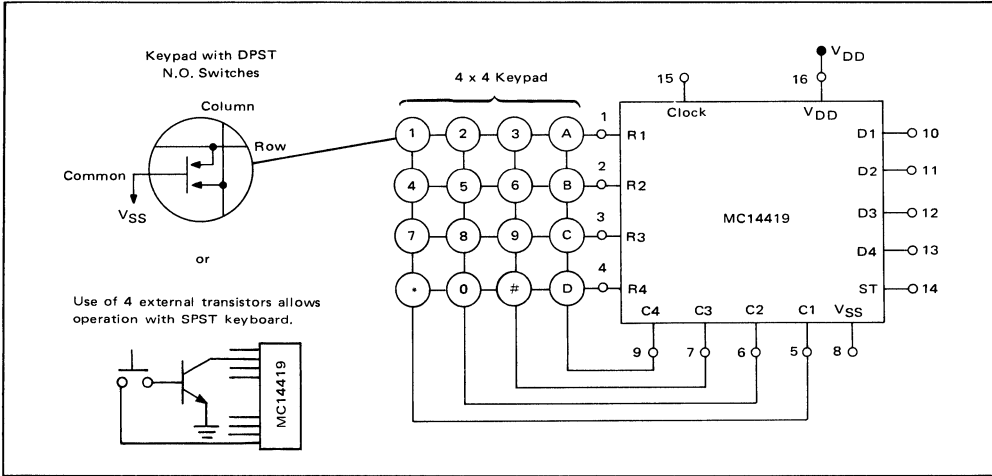 Keypad with DPST
N.O. Switches
Column
Row
Common
VSS
or
Use of 4 external transistors allows
operation with SPST keyboard.
MC14419
4 x 4 Keypad
1 2 3 A
4 5 6 B
7 8 9 C
* 0 # D
1 R1
2 R2
3 R3
4 R4
15
Clock
VDD
16
VDD
MC14419
D1 10
D2 11
D3 12
D4 13
ST 14
C4 C3 C2 C1 VSS
9 7 6 5 8